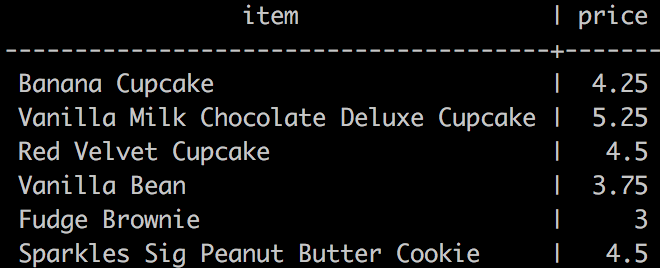 item | price
---------------------------------------+-------
Banana Cupcake | 4.25
Vanilla Milk Chocolate Deluxe Cupcake | 5.25
Red Velvet Cupcake | 4.5
Vanilla Bean | 3.75
Fudge Brownie | 3
Sparkles Sig Peanut Butter Cookie | 4.5